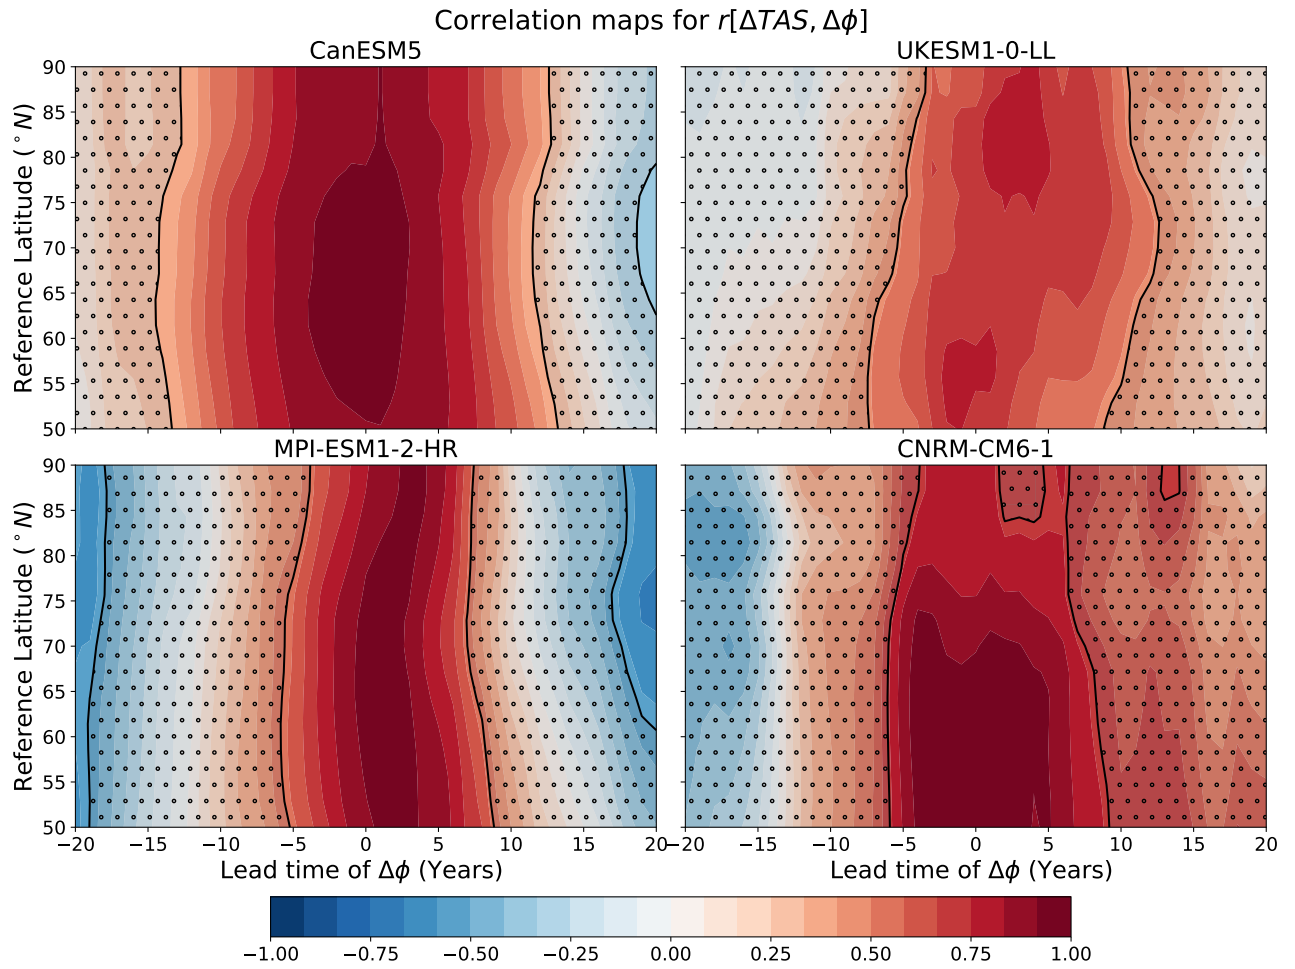 Correlation maps for r[ΔTAS, Δϕ]
CanESM5
UKESM1-0-LL
90
85
80
75
70
65
60
55
50
Reference Latitude (°N)
MPI-ESM1-2-HR
CNRM-CM6-1
90
85
80
75
70
65
60
55
50
Reference Latitude (°N)
−20 −15 −10 −5 0 5 10 15 20
−20 −15 −10 −5 0 5 10 15 20
Lead time of Δϕ (Years)
Lead time of Δϕ (Years)
−1.00 −0.75 −0.50 −0.25 0.00 0.25 0.50 0.75 1.00